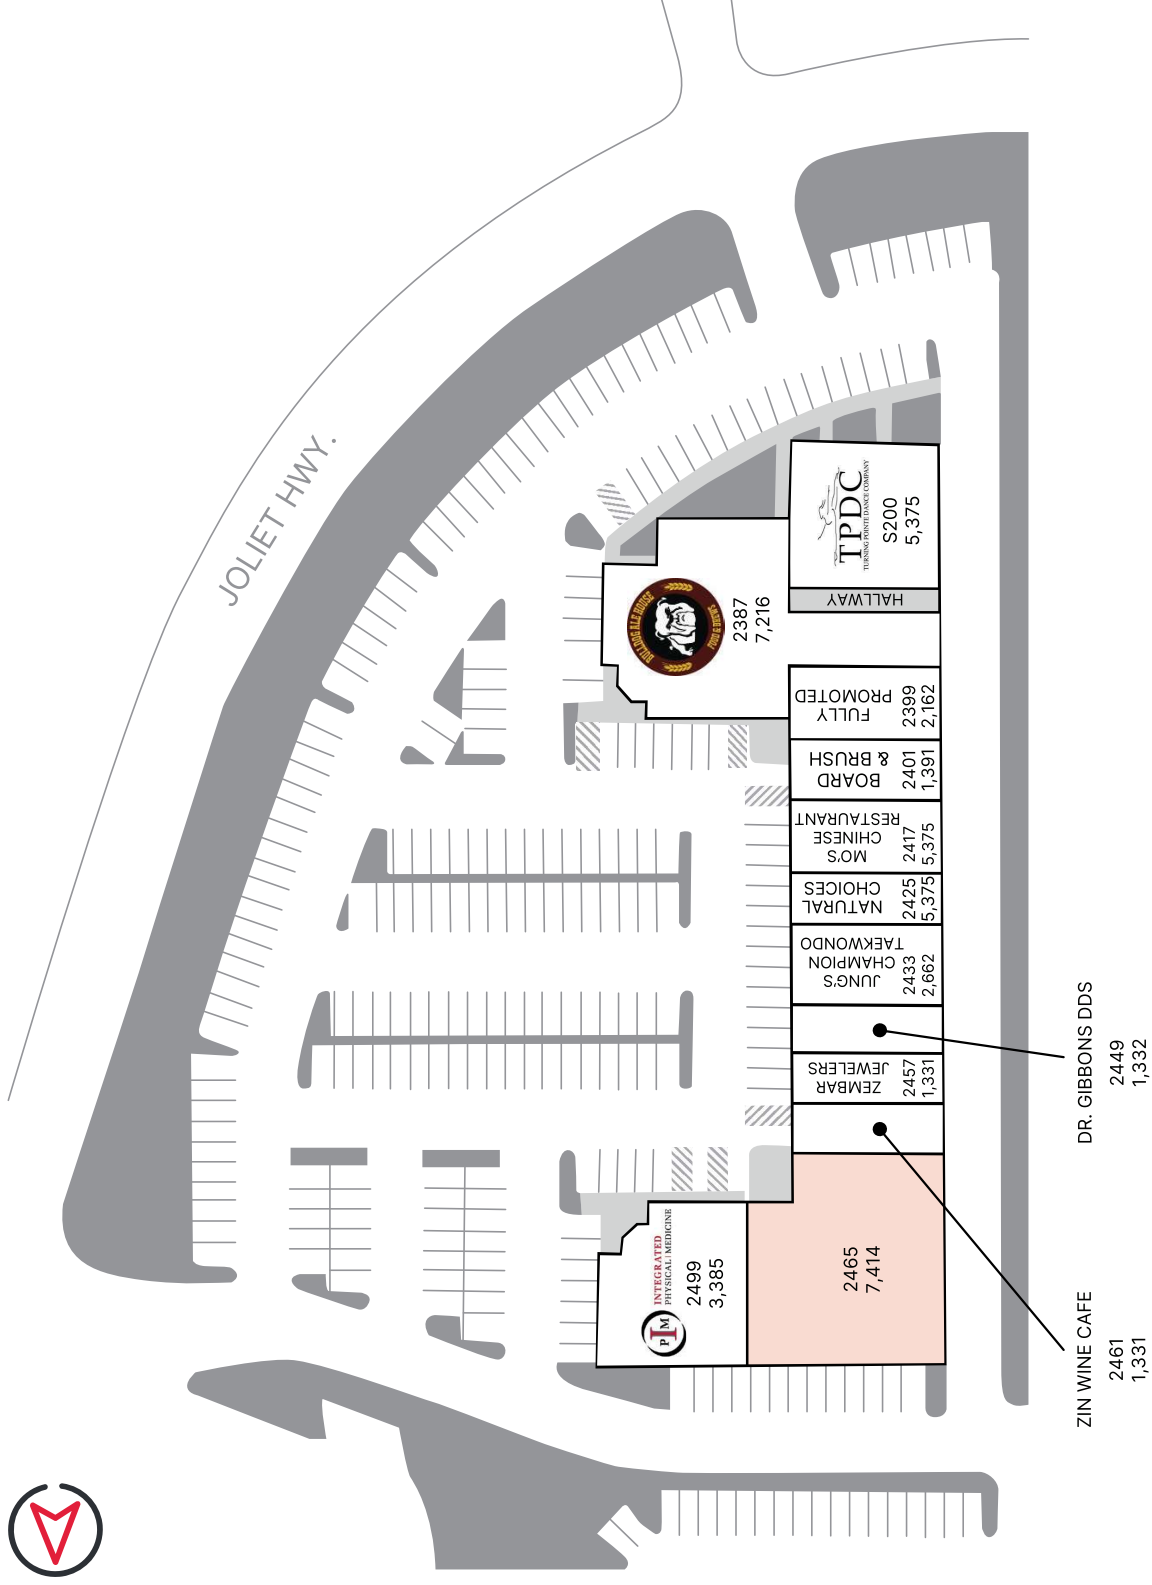 JOLIET HWY.
TPDC
TURNING POINTE DANCE COMPANY
S200
5,375
HALLWAY
BULLDOG ALE HOUSE
FOOD & BREWS
2387
7,216
FULLY
PROMOTED
2399
2,162
BOARD
& BRUSH
2401
1,391
MO'S
CHINESE
RESTAURANT
2417
5,375
NATURAL
CHOICES
2425
5,375
JUNG'S
CHAMPION
TAEKWONDO
2433
2,662
DR. GIBBONS DDS
2449
1,332
ZEMBAR
JEWELERS
2457
1,331
ZIN WINE CAFE
2461
1,331
2465
7,414
PIM
INTEGRATED
PHYSICAL | MEDICINE
2499
3,385